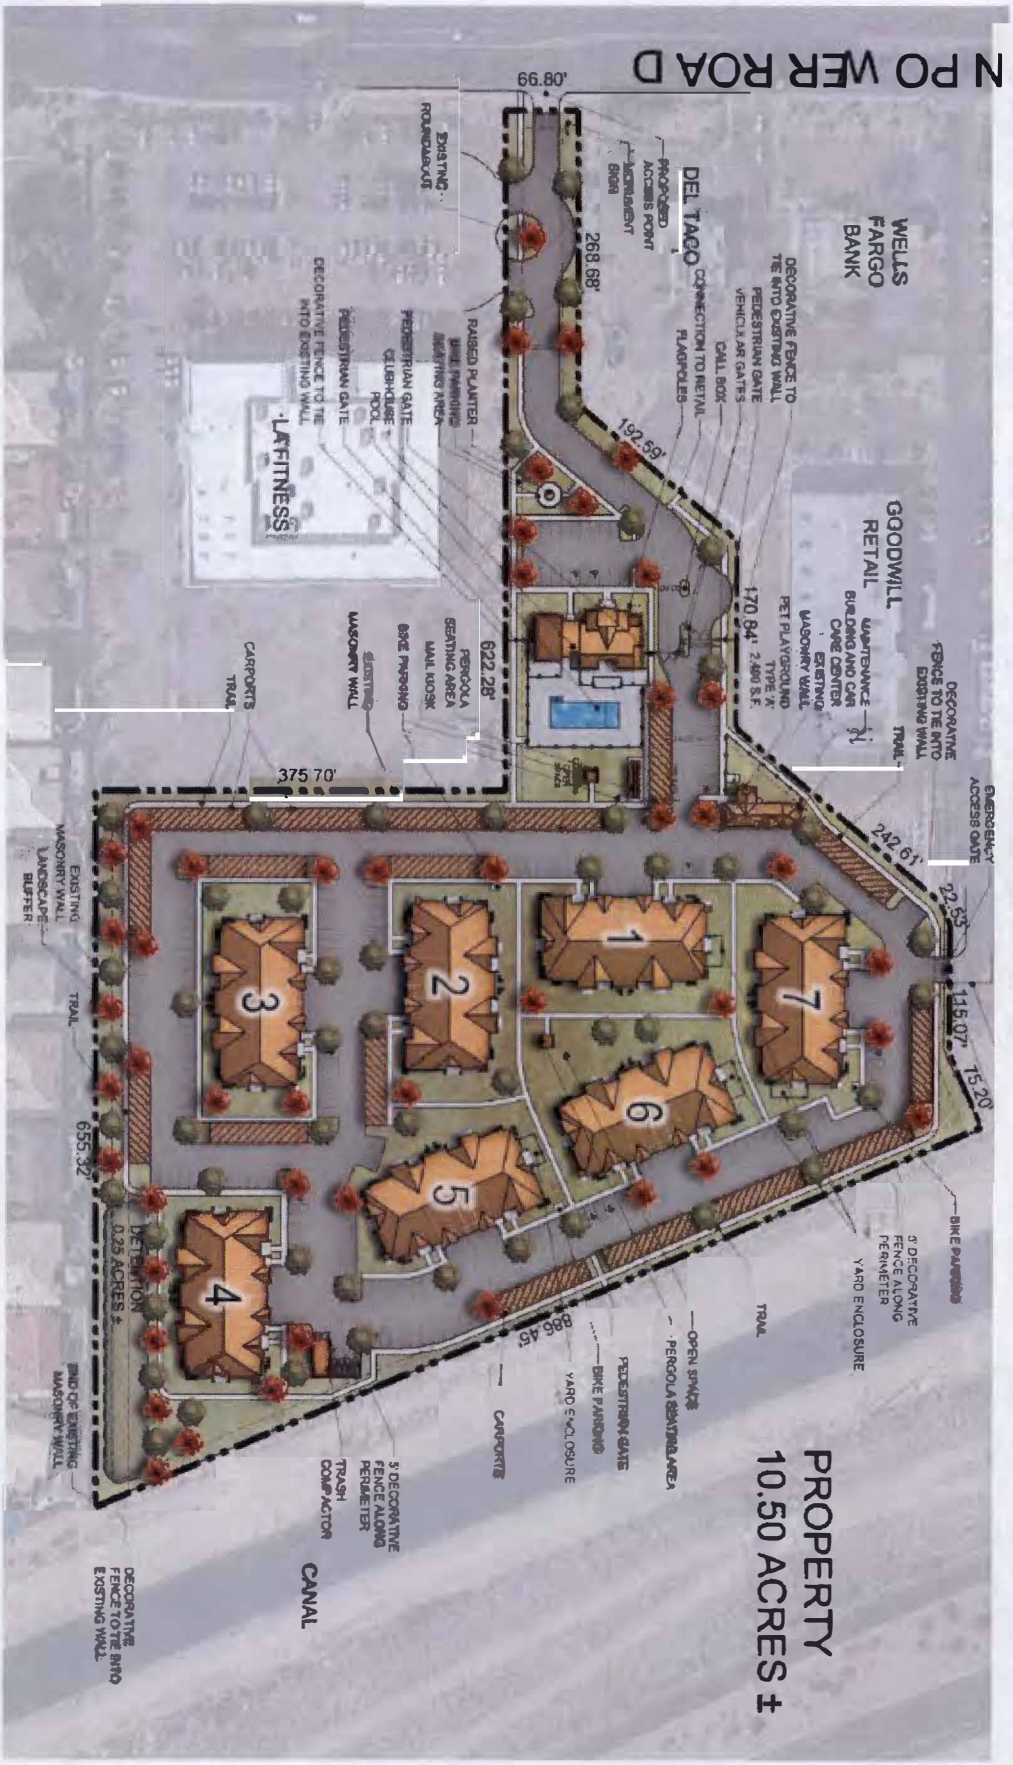 N PO WER ROA D
66.80'
EXISTING
ROUNDABOUT
PROPOSED
ACCESS POINT
MONUMENT
SIGN
DEL TACO
WELLS
FARGO
BANK
268.68'
DECORATIVE FENCE TO
TIE INTO EXISTING WALL
PEDESTRIAN GATE
VEHICULAR GATES
CALL BOX
CONNECTION TO RETAIL
FLAGPOLES
192.59'
RAISED PLANTER
BIKE PARKING
SEATING AREA
PEDESTRIAN GATE
CLUBHOUSE
POOL
PEDESTRIAN GATE
DECORATIVE FENCE TO TIE
INTO EXISTING WALL
LA FITNESS
GOODWILL
RETAIL
170.84'
PET PLAYGROUND
TYPE 'A'
2,400 S.F.
EXISTING
MASONRY WALL
MAINTENANCE
BUILDING AND CAR
CARE CENTER
TRAIL
DECORATIVE
FENCE TO TIE INTO
EXISTING WALL
EMERGENCY
ACCESS GATE
622.28'
PERGOLA
SEATING AREA
MAIL KIOSK
BIKE PARKING
EXISTING
MASONRY WALL
CARPORTS
TRAIL
375 70'
OPEN
SPACE
242 61'
22.53'
115.07'
75.20'
EXISTING
MASONRY WALL
LANDSCAPE
BUFFER
TRAIL
1
2
3
4
5
6
7
655.32'
DETENTION
0.25 ACRES ±
END OF EXISTING
MASONRY WALL
886.45'
BIKE PARKING
5' DECORATIVE
FENCE ALONG
PERIMETER
YARD ENCLOSURE
TRAIL
OPEN SPACE
PERGOLA SEATING AREA
PEDESTRIAN GATE
BIKE PARKING
YARD ENCLOSURE
CARPORTS
5' DECORATIVE
FENCE ALONG
PERIMETER
TRASH
COMPACTOR
CANAL
DECORATIVE
FENCE TO TIE INTO
EXISTING WALL
PROPERTY
10.50 ACRES ±